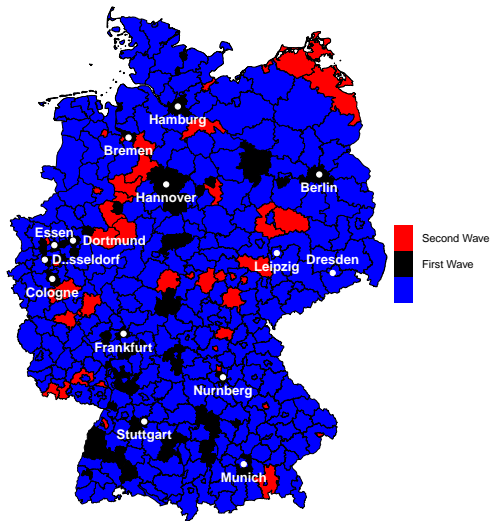 Hamburg
Bremen
Berlin
Hannover
Essen
Dortmund
D..sseldorf
Leipzig
Dresden
Cologne
Frankfurt
Nurnberg
Stuttgart
Munich
Second Wave
First Wave